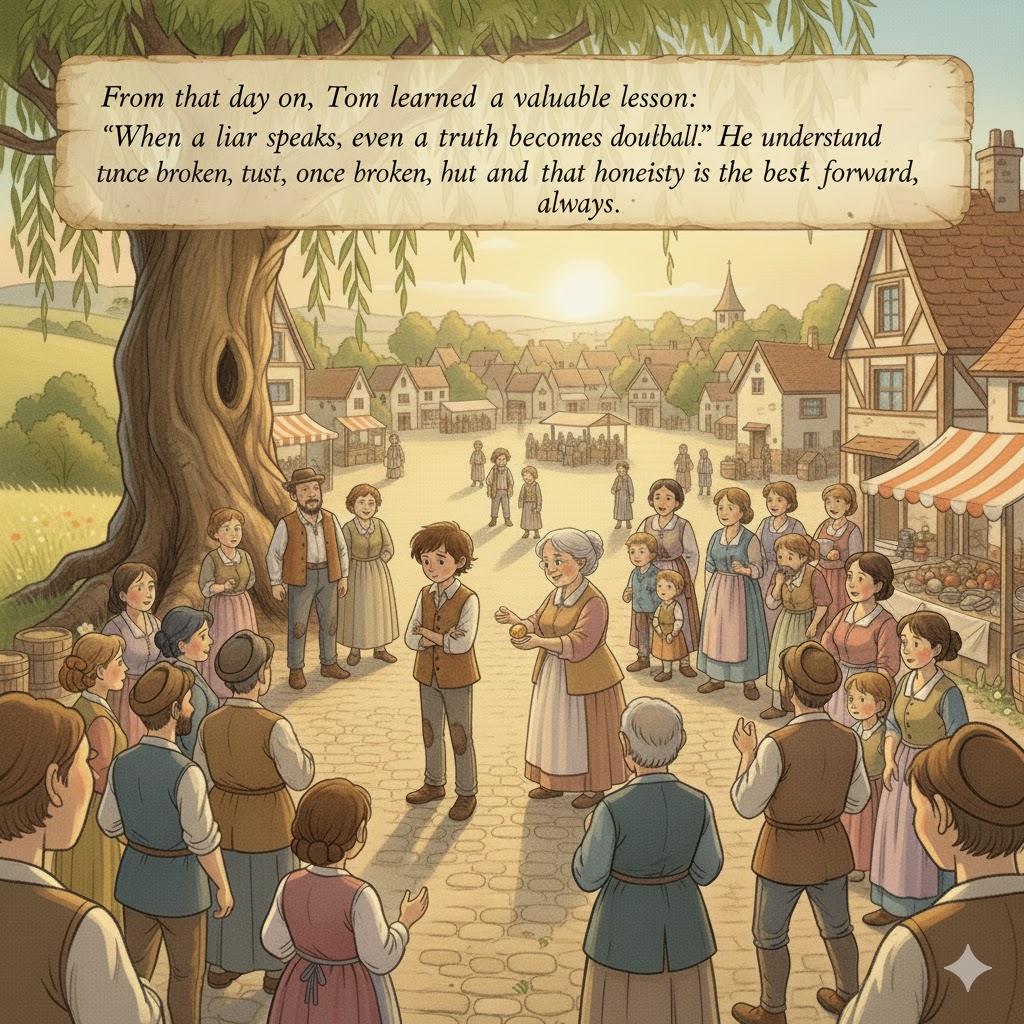 From that day on, Tom learned a valuable lesson:
“When a liar speaks, even a truth becomes doulball.” He understand
tunce broken, tust, once broken, hut and that honeisty is the best forward,
always.